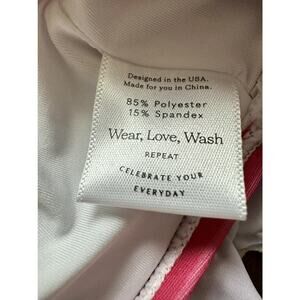 Designed in the USA.
Made for you in China.
85% Polyester
15% Spandex
Wear, Love, Wash
REPEAT
CELEBRATE YOUR
EVERYDAY